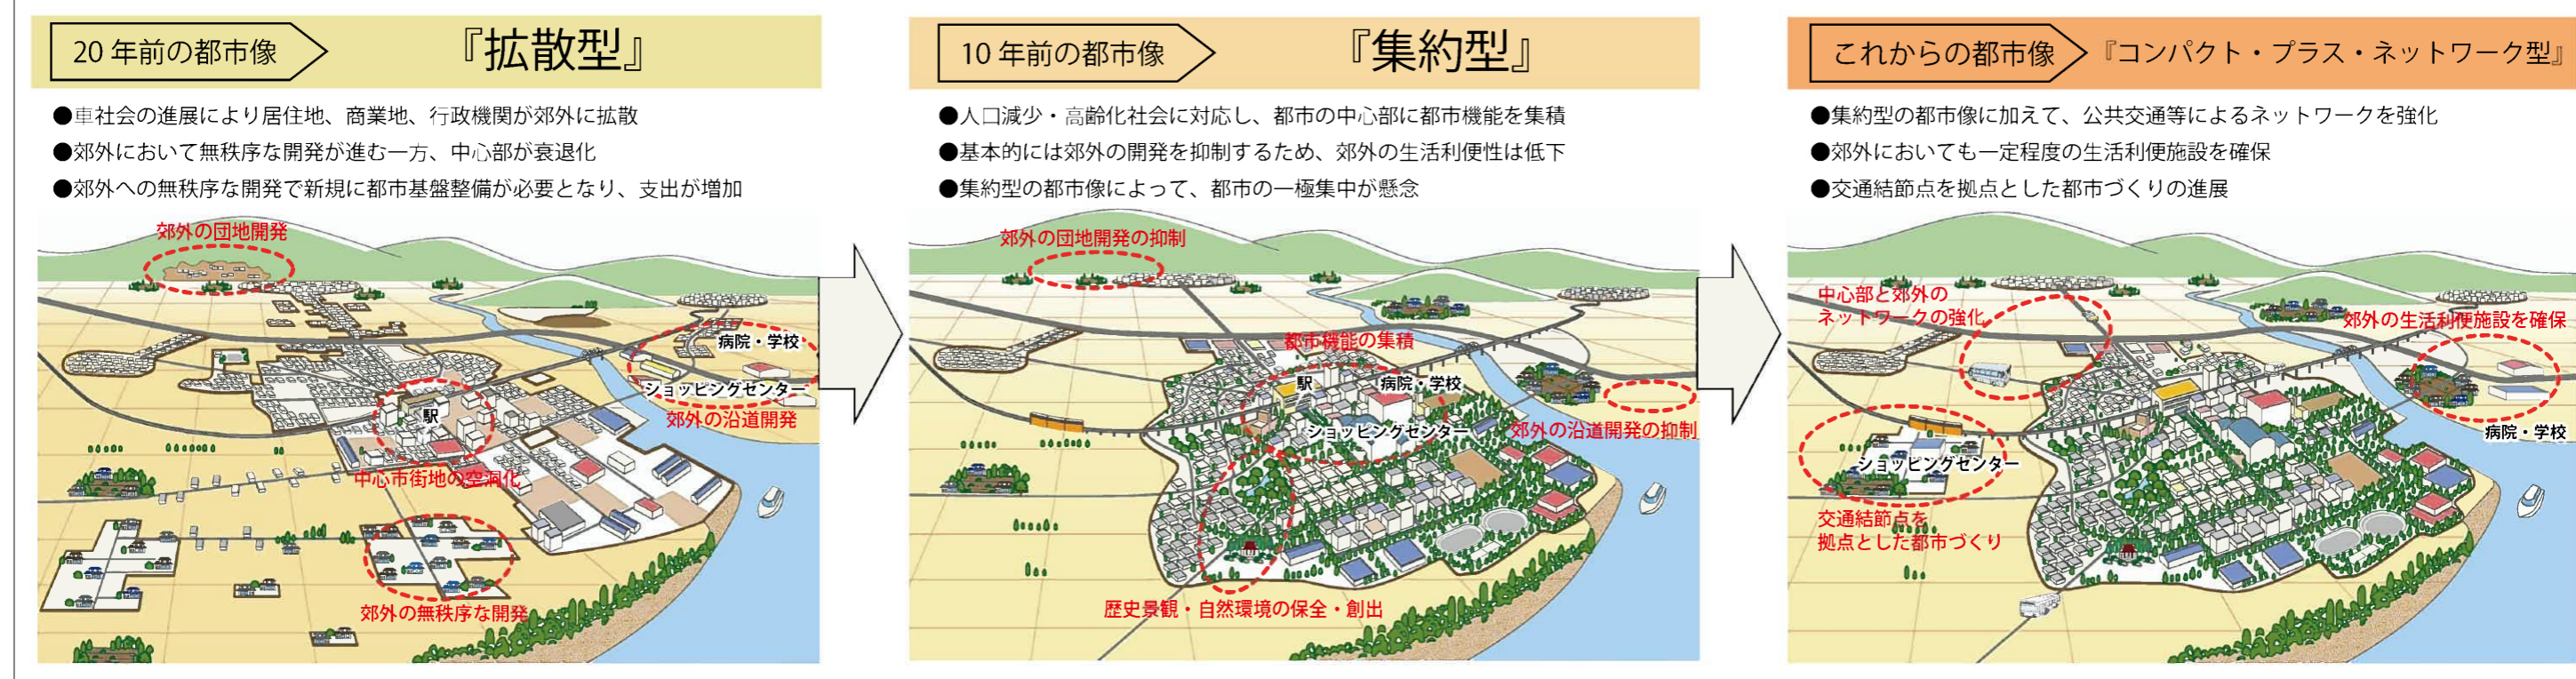 20 年前の都市像
『拡散型』
●車社会の進展により居住地、商業地、行政機関が郊外に拡散
●郊外において無秩序な開発が進む一方、中心部が衰退化
●郊外への無秩序な開発で新規に都市基盤整備が必要となり、支出が増加
郊外の団地開発
病院・学校
ショッピングセンター
郊外の沿道開発
駅
中心市街地の空洞化
郊外の無秩序な開発
10 年前の都市像
『集約型』
●人口減少・高齢化社会に対応し、都市の中心部に都市機能を集積
●基本的には郊外の開発を抑制するため、郊外の生活利便性は低下
●集約型の都市像によって、都市の一極集中が懸念
郊外の団地開発の抑制
都市機能の集積
駅
病院・学校
ショッピングセンター
郊外の沿道開発の抑制
歴史景観・自然環境の保全・創出
これからの都市像
『コンパクト・プラス・ネットワーク型』
●集約型の都市像に加えて、公共交通等によるネットワークを強化
●郊外においても一定程度の生活利便施設を確保
●交通結節点を拠点とした都市づくりの進展
中心部と郊外の
ネットワークの強化
郊外の生活利便施設を確保
病院・学校
ショッピングセンター
交通結節点を
拠点とした都市づくり